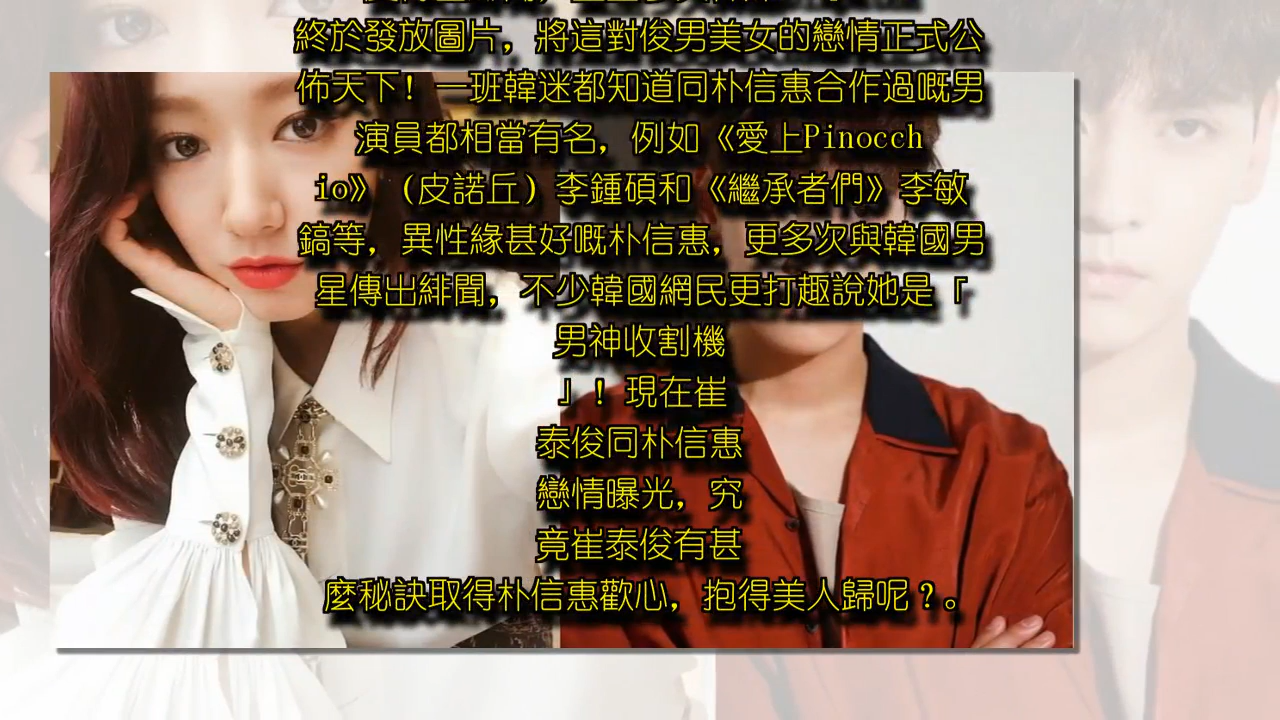 終於發放圖片，將這對俊男美女的戀情正式公
佈天下！一班韓迷都知道同朴信惠合作過嘅男
演員都相當有名，例如《愛上Pinocch
io》（皮諾丘）李鍾碩和《繼承者們》李敏
鎬等，異性緣甚好嘅朴信惠，更多次與韓國男
星傳出緋聞，不少韓國網民更打趣說她是「
男神收割機
」！現在崔
泰俊同朴信惠
戀情曝光，究
竟崔泰俊有甚
麼秘訣取得朴信惠歡心，抱得美人歸呢？。